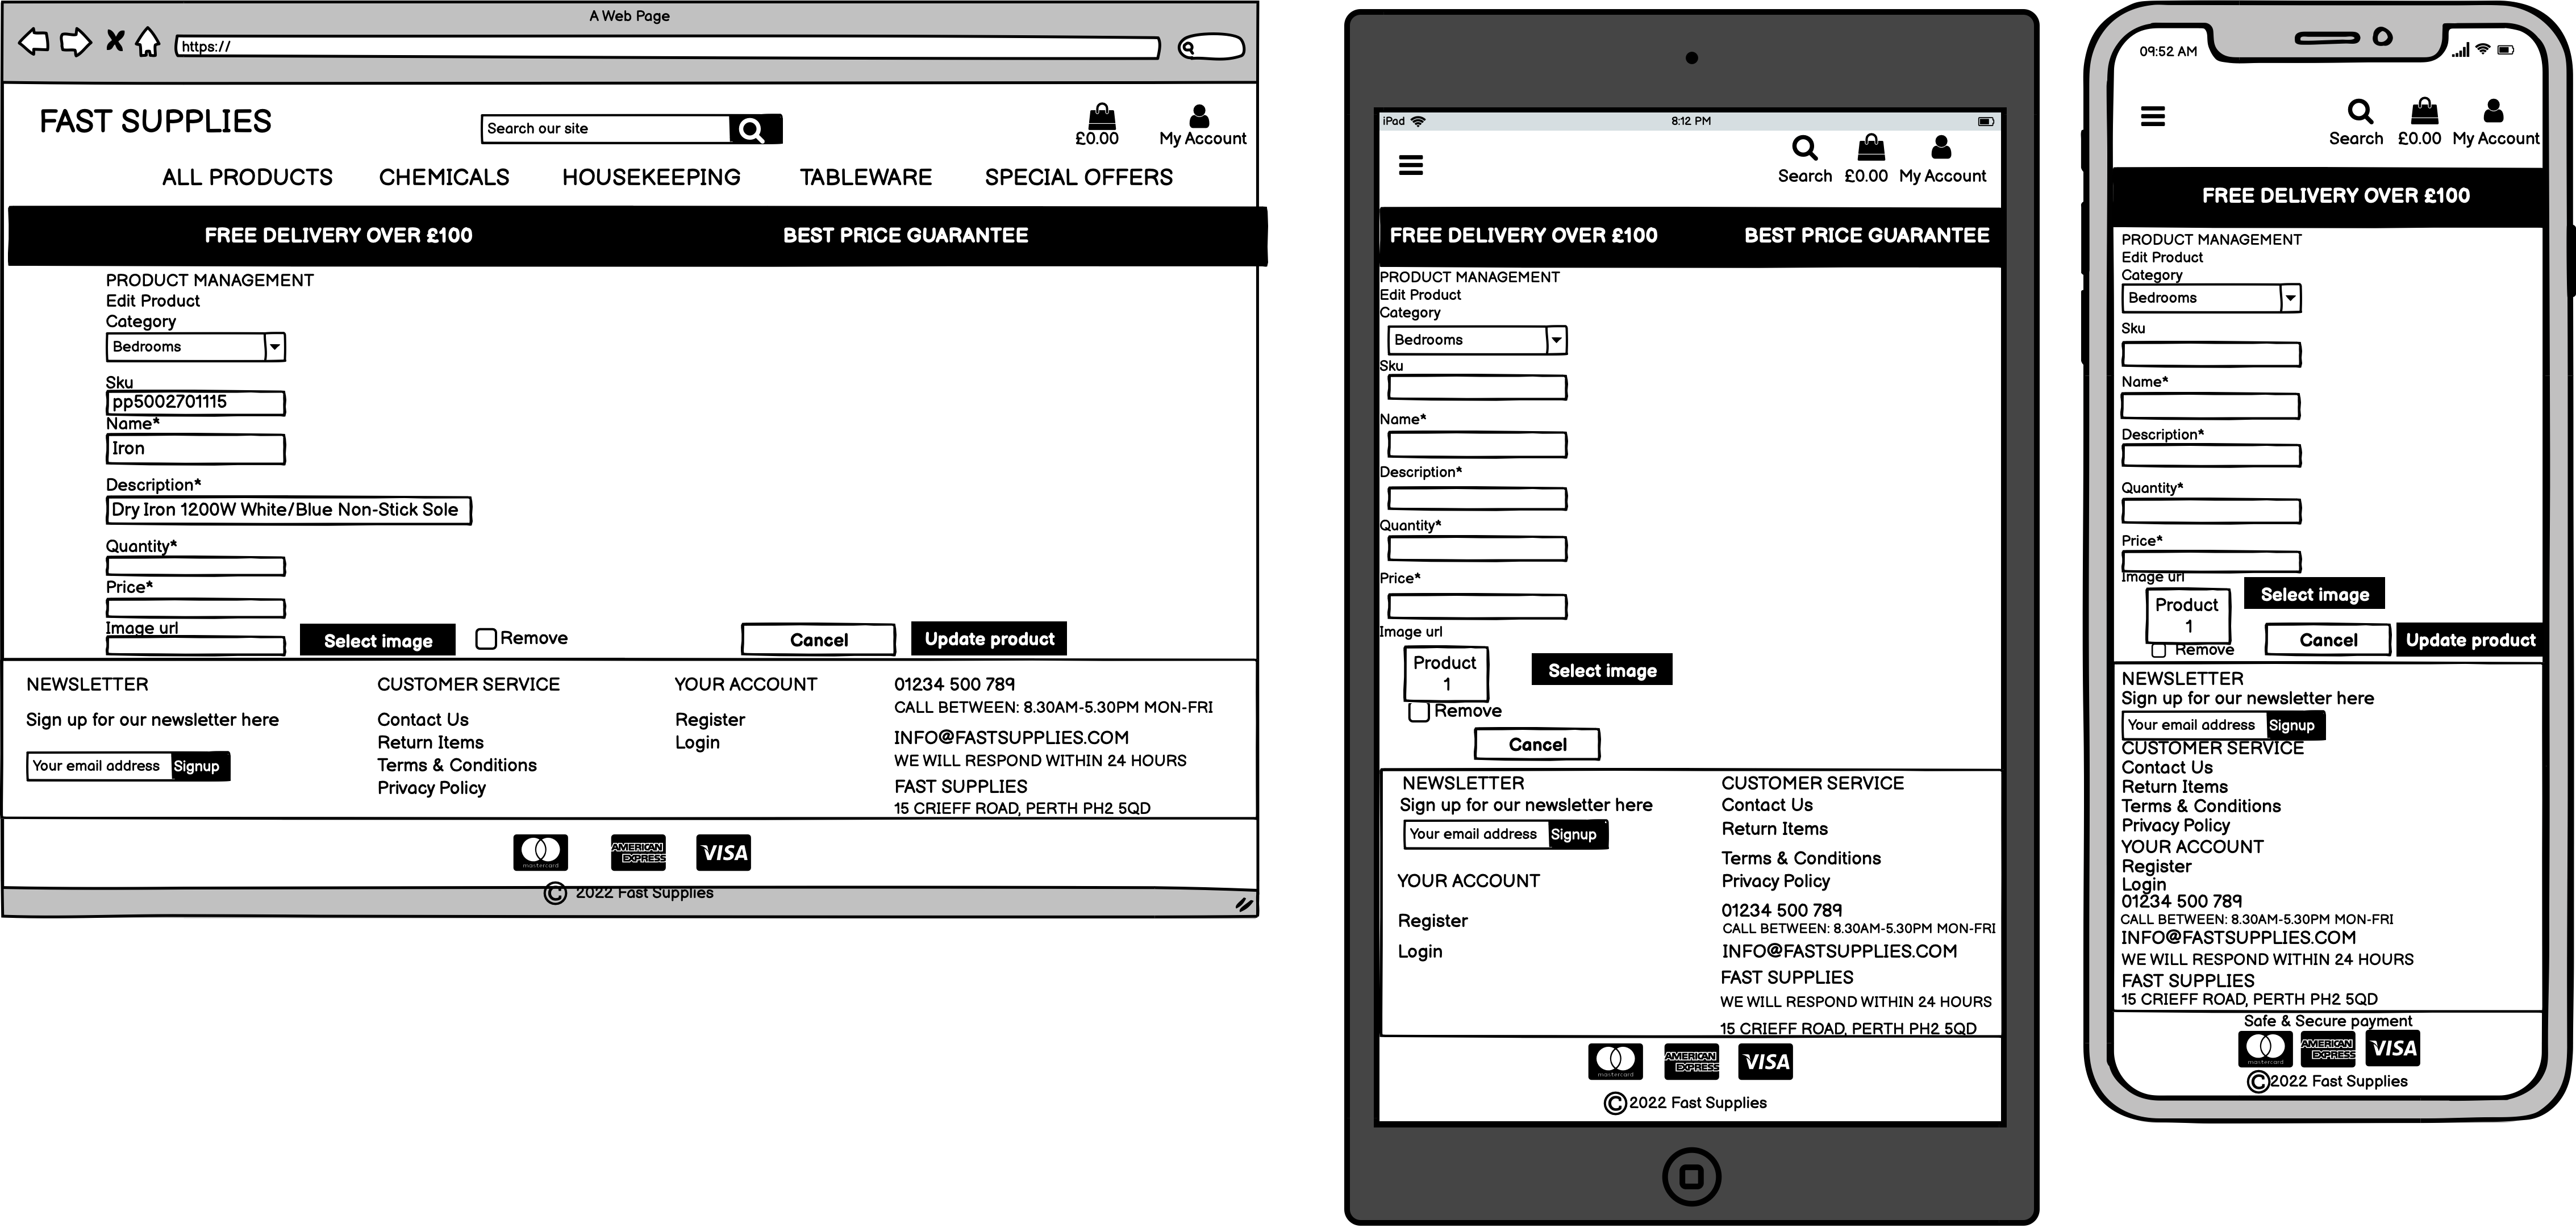 A Web Page
https://
FAST SUPPLIES
Search our site
£0.00
My Account
ALL PRODUCTS CHEMICALS HOUSEKEEPING TABLEWARE SPECIAL OFFERS
FREE DELIVERY OVER £100 BEST PRICE GUARANTEE
PRODUCT MANAGEMENT
Edit Product
Category
Bedrooms
Sku
pp5002701115
Name*
Iron
Description*
Dry Iron 1200W White/Blue Non-Stick Sole
Quantity*
Price*
Image url
Select image Remove Cancel Update product
NEWSLETTER
Sign up for our newsletter here
Your email address Signup
CUSTOMER SERVICE
Contact Us
Return Items
Terms & Conditions
Privacy Policy
YOUR ACCOUNT
Register
Login
01234 500 789
CALL BETWEEN: 8.30AM-5.30PM MON-FRI
INFO@FASTSUPPLIES.COM
WE WILL RESPOND WITHIN 24 HOURS
FAST SUPPLIES
15 CRIEFF ROAD, PERTH PH2 5QD
mastercard AMERICAN EXPRESS VISA
© 2022 Fast Supplies
iPad 8:12 PM
Search £0.00 My Account
FREE DELIVERY OVER £100 BEST PRICE GUARANTEE
PRODUCT MANAGEMENT
Edit Product
Category
Bedrooms
Sku
Name*
Description*
Quantity*
Price*
Image url
Product
1
Select image
Remove
Cancel
NEWSLETTER
Sign up for our newsletter here
Your email address Signup
YOUR ACCOUNT
Register
Login
CUSTOMER SERVICE
Contact Us
Return Items
Terms & Conditions
Privacy Policy
01234 500 789
CALL BETWEEN: 8.30AM-5.30PM MON-FRI
INFO@FASTSUPPLIES.COM
FAST SUPPLIES
WE WILL RESPOND WITHIN 24 HOURS
15 CRIEFF ROAD, PERTH PH2 5QD
mastercard AMERICAN EXPRESS VISA
© 2022 Fast Supplies
09:52 AM
Search £0.00 My Account
FREE DELIVERY OVER £100
PRODUCT MANAGEMENT
Edit Product
Category
Bedrooms
Sku
Name*
Description*
Quantity*
Price*
Image url
Product
1
Select image
Remove
Cancel Update product
NEWSLETTER
Sign up for our newsletter here
Your email address Signup
CUSTOMER SERVICE
Contact Us
Return Items
Terms & Conditions
Privacy Policy
YOUR ACCOUNT
Register
Login
01234 500 789
CALL BETWEEN: 8.30AM-5.30PM MON-FRI
INFO@FASTSUPPLIES.COM
WE WILL RESPOND WITHIN 24 HOURS
FAST SUPPLIES
15 CRIEFF ROAD, PERTH PH2 5QD
Safe & Secure payment
mastercard AMERICAN EXPRESS VISA
© 2022 Fast Supplies